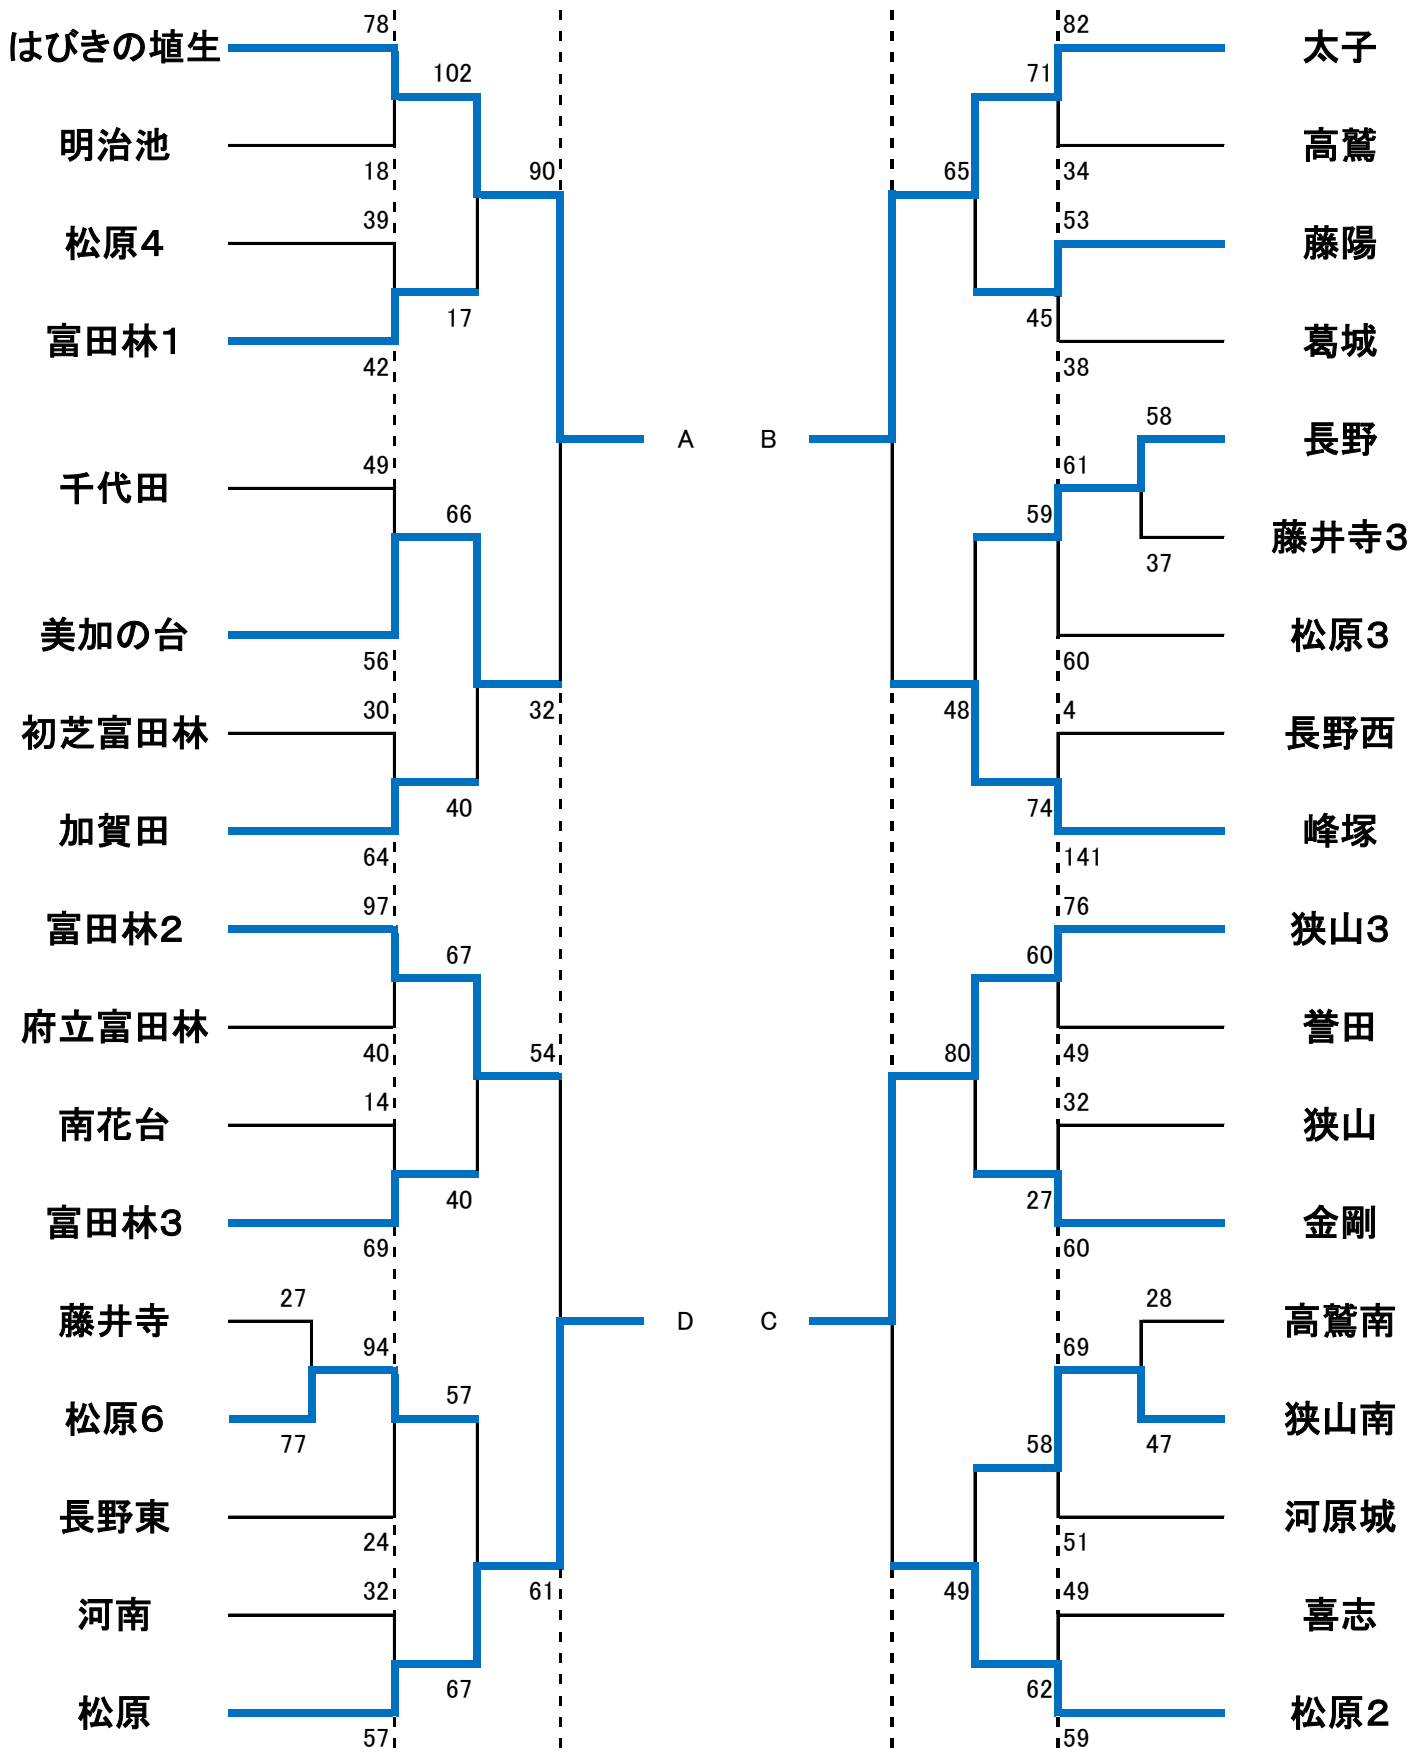 78 82
はびきの埴生 太子
102 71
明治池 高鷲
18 90 65 34
39 53
松原4 藤陽
17 45
富田林1 葛城
42 38
58
A B 長野
49 61
千代田
66 59
藤井寺3
37
美加の台 松原3
56 60
30 32 48 4
初芝富田林 長野西
40 74
加賀田 峰塚
64 141
97 76
富田林2 狭山3
67 60
府立富田林 誉田
40 54 80 49
14 32
南花台 狭山
40 27
富田林3 金剛
69 60
27 28
藤井寺 D C 高鷲南
94 69
57
松原6 狭山南
77 58 47
長野東 河原城
24 51
32 61 49 49
河南 喜志
67 62
松原 松原2
57 59